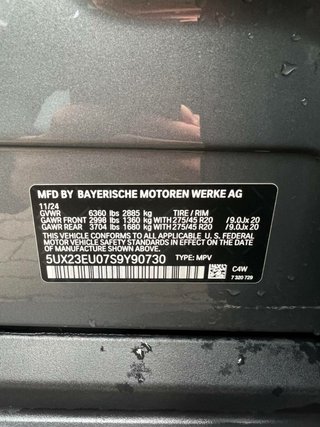 MFD BY BAYERISCHE MOTOREN WERKE AG
11/24
GVWR 6360 lbs 2885 kg TIRE / RIM
GAWR FRONT 2998 lbs 1360 kg WITH 275/45 R20 / 9.0Jx 20
GAWR REAR 3704 lbs 1680 kg WITH 275/45 R20 / 9.0Jx 20
THIS VEHICLE CONFORMS TO ALL APPLICABLE U. S. FEDERAL
MOTOR VEHICLE SAFETY STANDARDS IN EFFECT ON THE DATE OF
MANUFACTURE SHOWN ABOVE.
5UX23EU07S9Y90730 TYPE: MPV
C4W
7 320 729